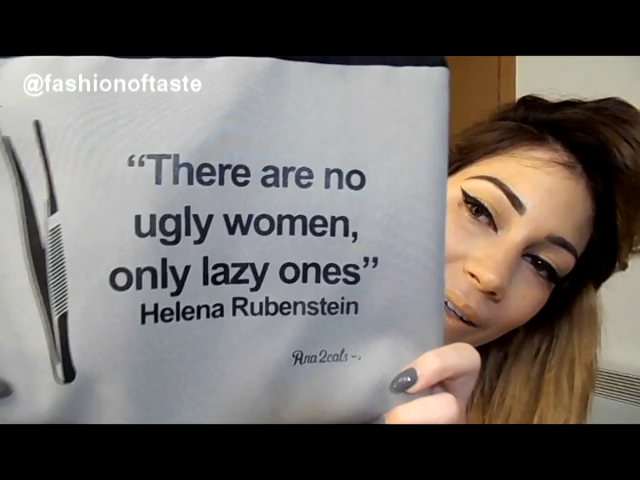 @fashionoftaste
“There are no
ugly women,
only lazy ones”
Helena Rubenstein